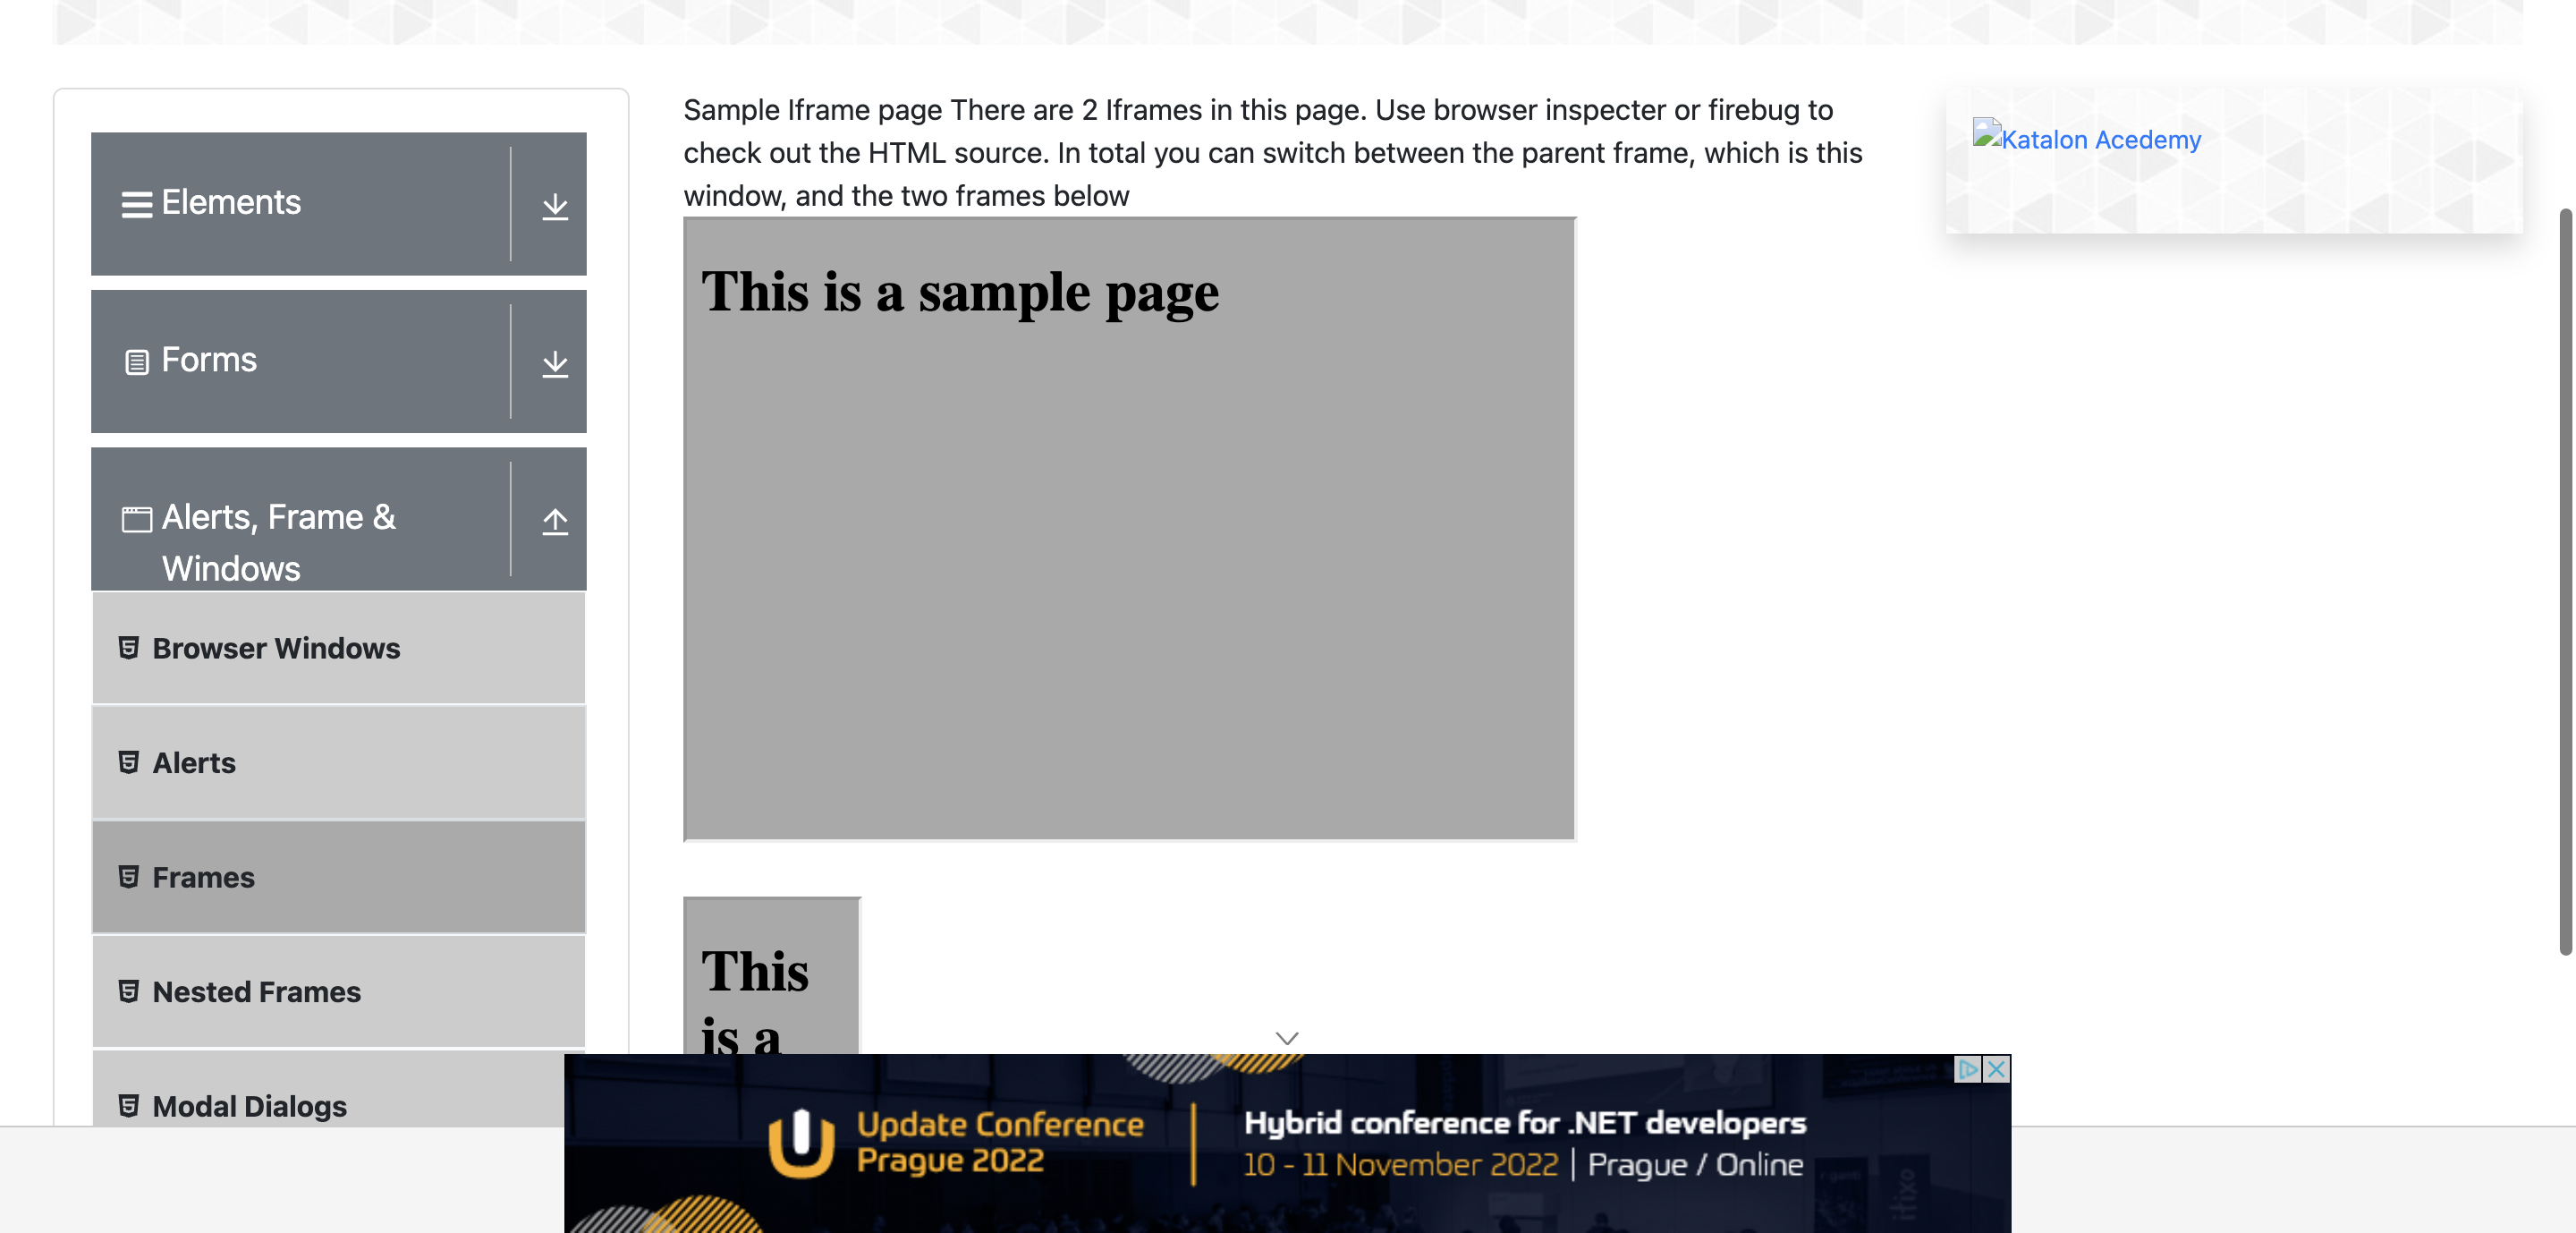 Elements
Forms
Alerts, Frame &
Windows
Browser Windows
Alerts
Frames
Nested Frames
Modal Dialogs
Sample Iframe page There are 2 Iframes in this page. Use browser inspecter or firebug to
check out the HTML source. In total you can switch between the parent frame, which is this
window, and the two frames below
This is a sample page
This
is a
Katalon Acedemy
Update Conference
Prague 2022
Hybrid conference for .NET developers
10 - 11 November 2022 | Prague / Online